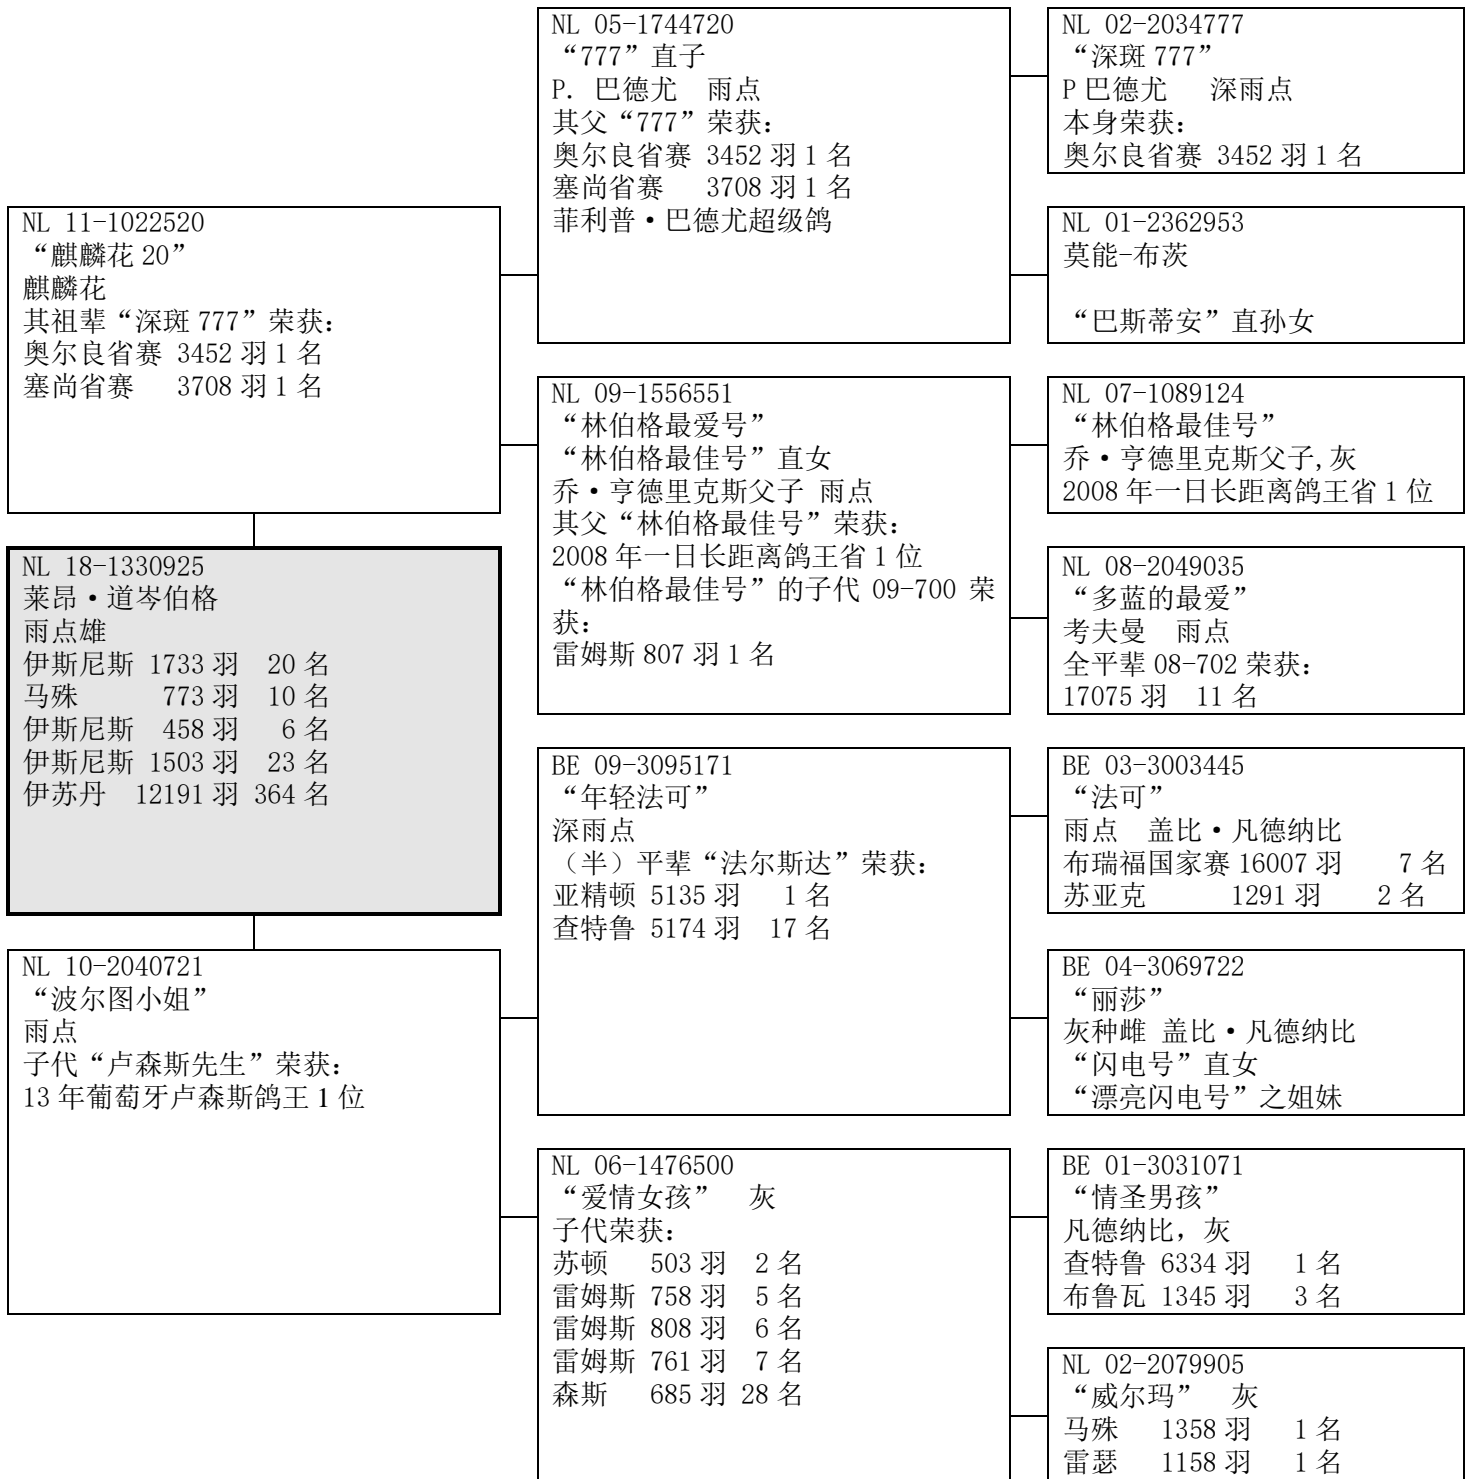 NL 11-1022520
“麒麟花 20”
麒麟花
其祖辈“深斑 777”荣获：
奥尔良省赛 3452 羽 1 名
塞尚省赛 3708 羽 1 名
NL 18-1330925
莱昂·道岑伯格
雨点雄
伊斯尼斯 1733 羽 20 名
马殊 773 羽 10 名
伊斯尼斯 458 羽 6 名
伊斯尼斯 1503 羽 23 名
伊苏丹 12191 羽 364 名
NL 10-2040721
“波尔图小姐”
雨点
子代“卢森斯先生”荣获：
13 年葡萄牙卢森斯鸽王 1 位
NL 05-1744720
“777”直子
P. 巴德尤 雨点
其父“777”荣获：
奥尔良省赛 3452 羽 1 名
塞尚省赛 3708 羽 1 名
菲利普·巴德尤超级鸽
NL 09-1556551
“林伯格最爱号”
“林伯格最佳号”直女
乔·亨德里克斯父子 雨点
其父“林伯格最佳号”荣获：
2008 年一日长距离鸽王省 1 位
“林伯格最佳号”的子代 09-700 荣
获：
雷姆斯 807 羽 1 名
BE 09-3095171
“年轻法可”
深雨点
（半）平辈“法尔斯达”荣获：
亚精顿 5135 羽 1 名
查特鲁 5174 羽 17 名
NL 06-1476500
“爱情女孩” 灰
子代荣获：
苏顿 503 羽 2 名
雷姆斯 758 羽 5 名
雷姆斯 808 羽 6 名
雷姆斯 761 羽 7 名
森斯 685 羽 28 名
NL 02-2034777
“深斑 777”
P 巴德尤 深雨点
本身荣获：
奥尔良省赛 3452 羽 1 名
NL 01-2362953
莫能-布茨
“巴斯蒂安”直孙女
NL 07-1089124
“林伯格最佳号”
乔·亨德里克斯父子,灰
2008 年一日长距离鸽王省 1 位
NL 08-2049035
“多蓝的最爱”
考夫曼 雨点
全平辈 08-702 荣获：
17075 羽 11 名
BE 03-3003445
“法可”
雨点 盖比·凡德纳比
布瑞福国家赛 16007 羽 7 名
苏亚克 1291 羽 2 名
BE 04-3069722
“丽莎”
灰种雌 盖比·凡德纳比
“闪电号”直女
“漂亮闪电号”之姐妹
BE 01-3031071
“情圣男孩”
凡德纳比，灰
查特鲁 6334 羽 1 名
布鲁瓦 1345 羽 3 名
NL 02-2079905
“威尔玛” 灰
马殊 1358 羽 1 名
雷瑟 1158 羽 1 名